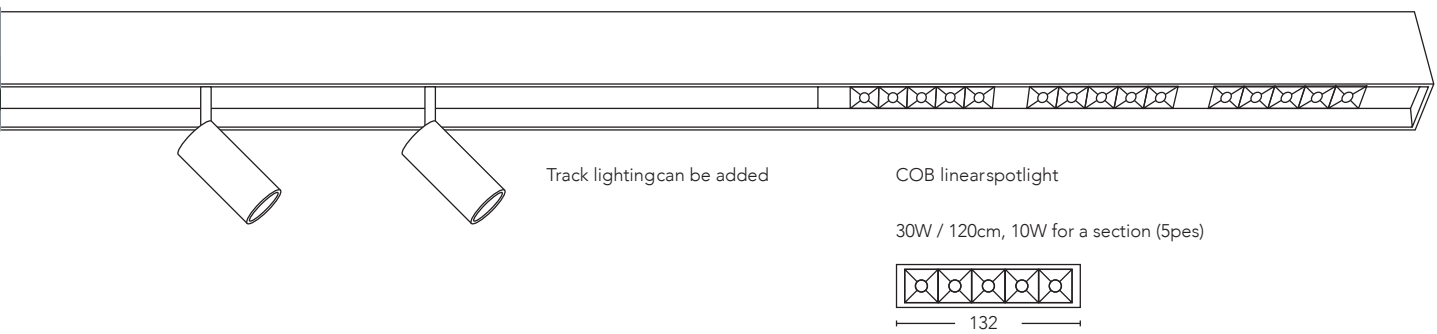 Track lightingcan be added
COB linearspotlight
30W / 120cm, 10W for a section (5pes)
132